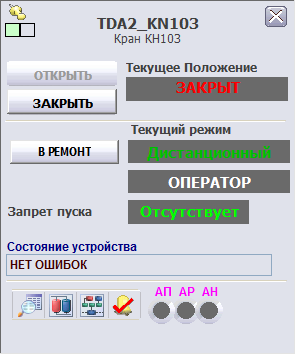 TDA2_KN103
Кран КН103
ОТКРЫТЬ
Текущее Положение
ЗАКРЫТ
ЗАКРЫТЬ
Текущий режим
В РЕМОНТ
Дистанционный
ОПЕРАТОР
Запрет пуска
Отсутствует
Состояние устройства
НЕТ ОШИБОК
АП АР АН